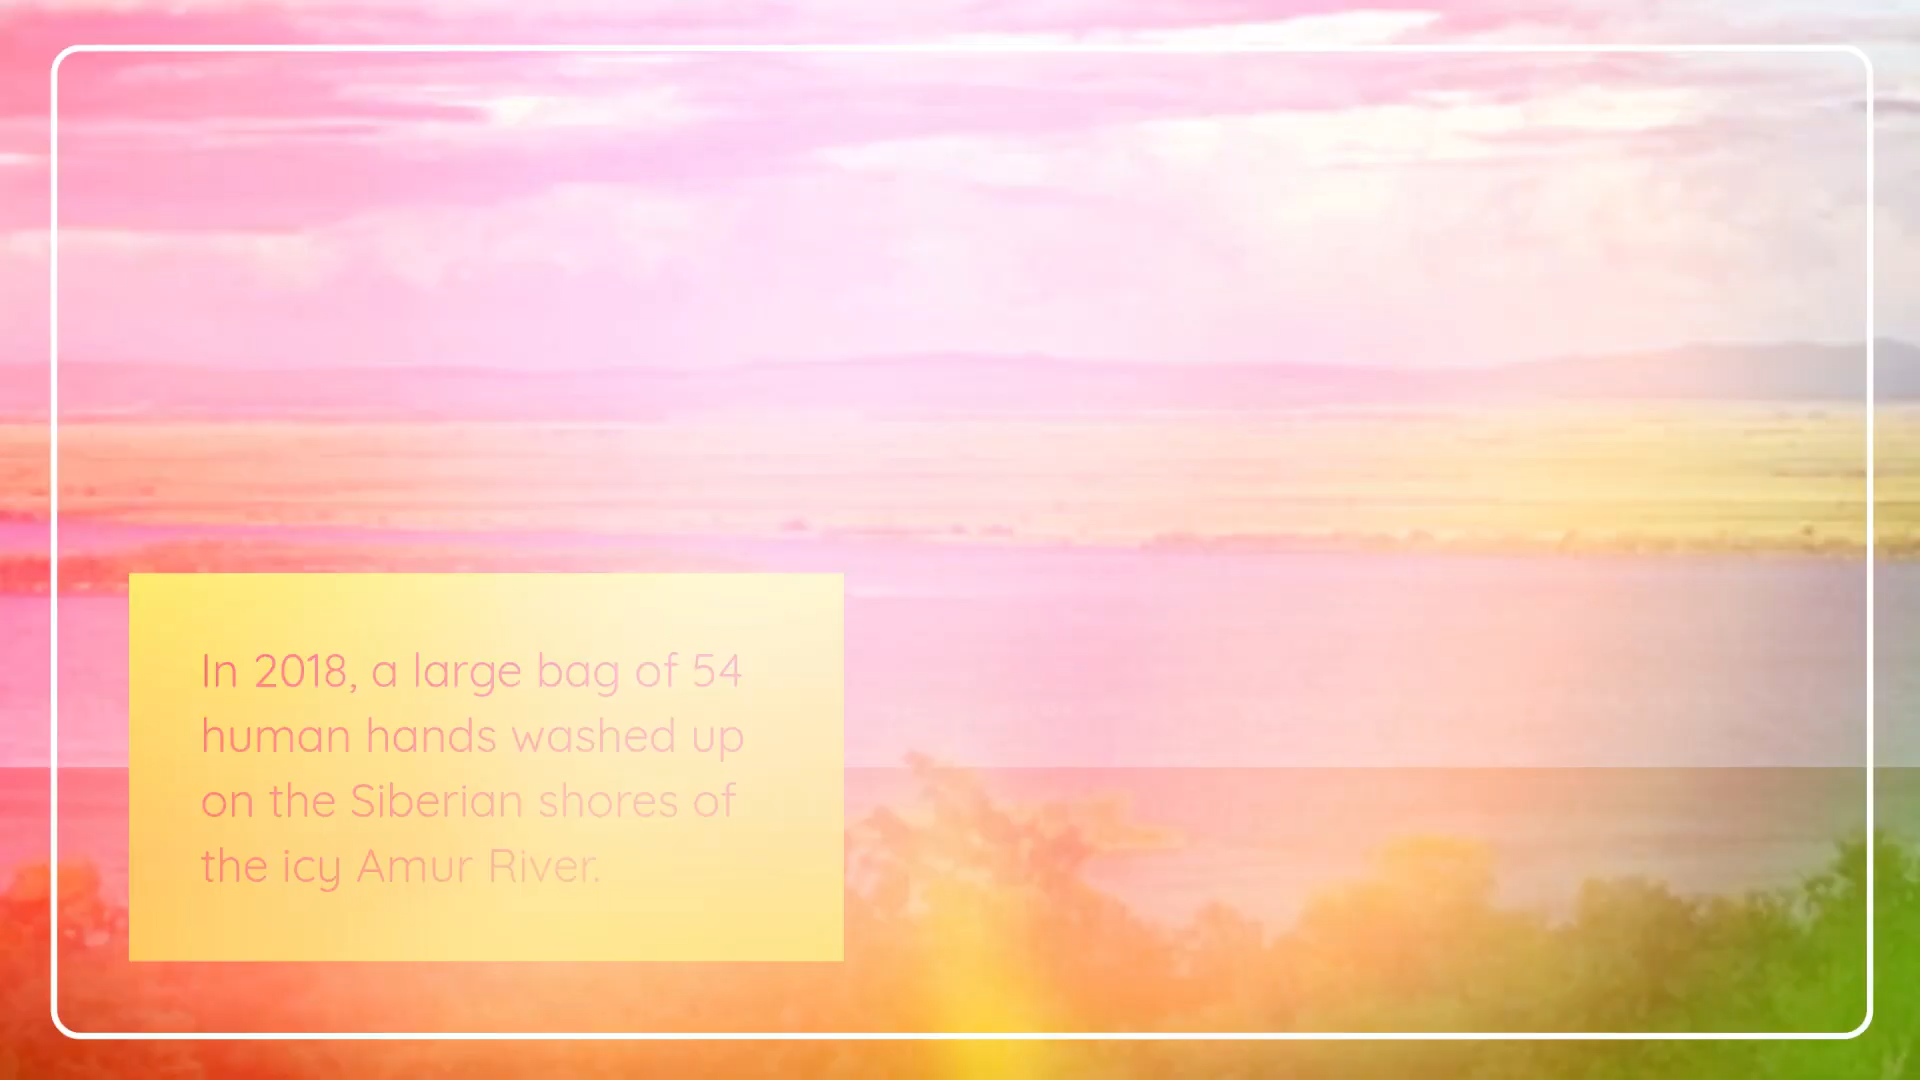 In 2018, a large bag of 54
human hands washed up
on the Siberian shores of
the icy Amur River.